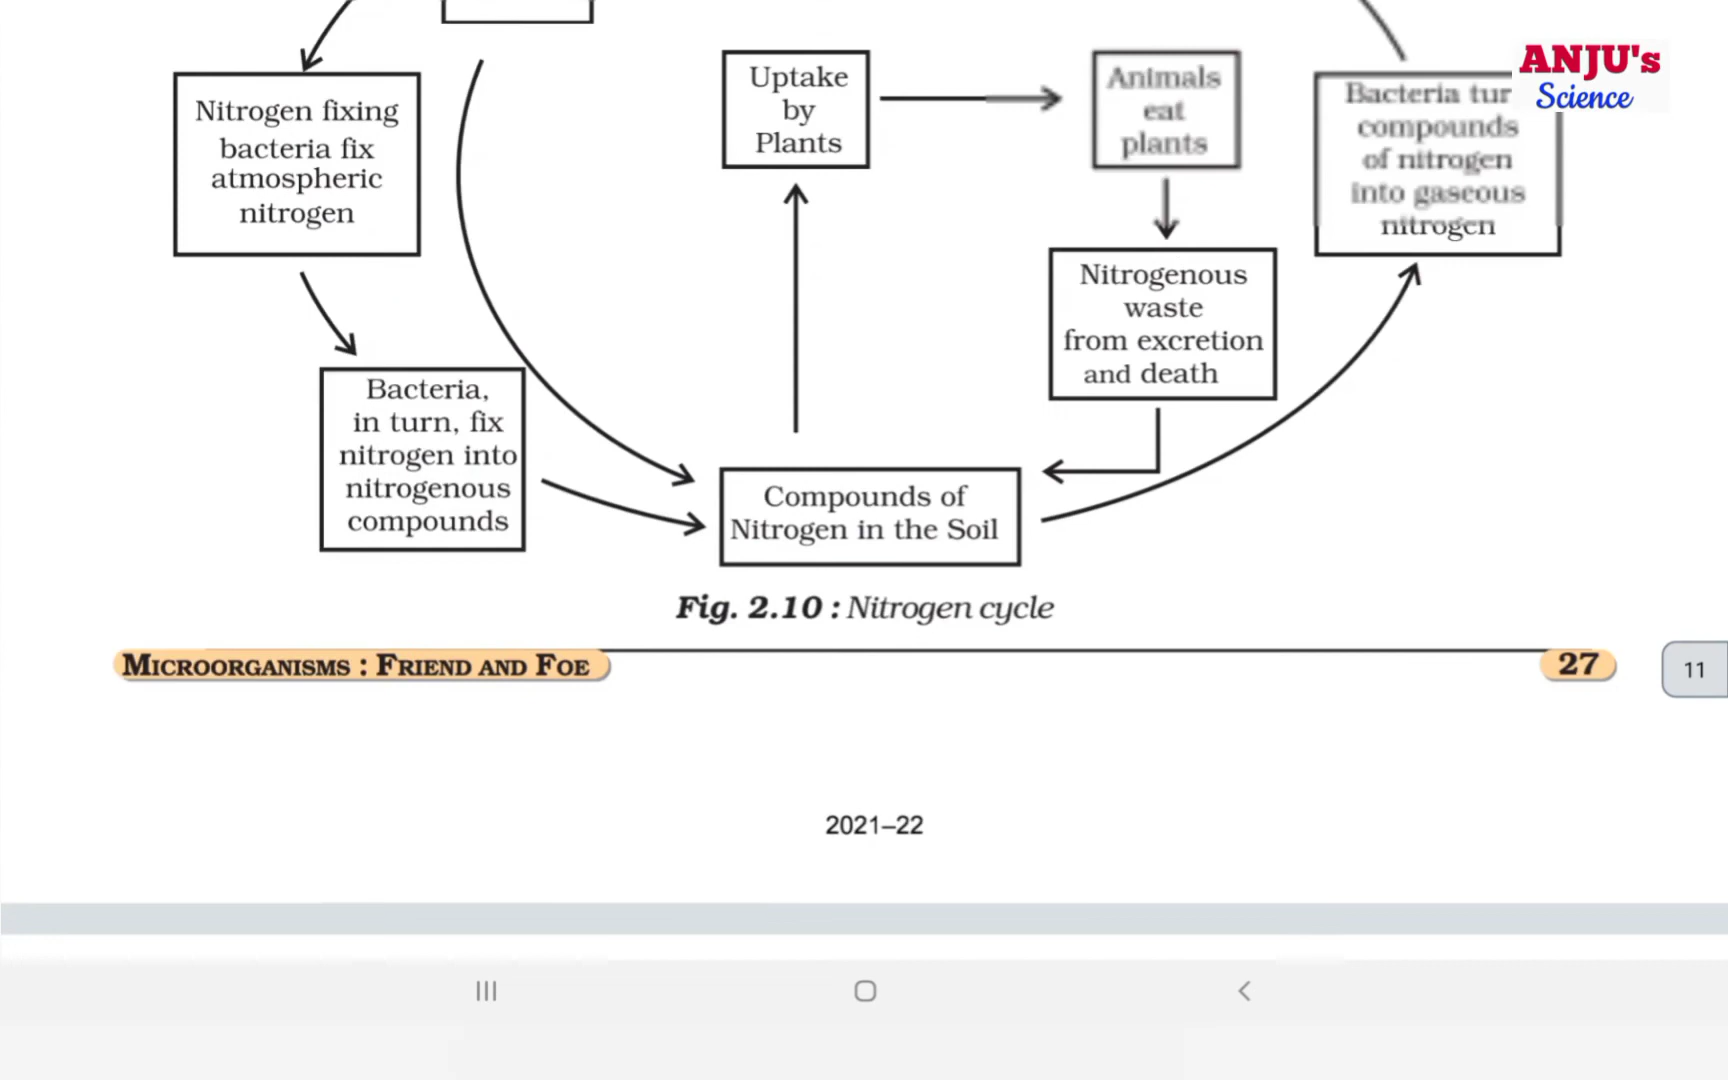 Nitrogen fixing
bacteria fix
atmospheric
nitrogen
Uptake
by
Plants
Animals
eat
plants
ANJU's
Science
Bacteria tur
compounds
of nitrogen
into gaseous
nitrogen
Nitrogenous
waste
from excretion
and death
Bacteria,
in turn, fix
nitrogen into
nitrogenous
compounds
Compounds of
Nitrogen in the Soil
Fig. 2.10 : Nitrogen cycle
MICROORGANISMS : FRIEND AND FOE
27
11
2021–22